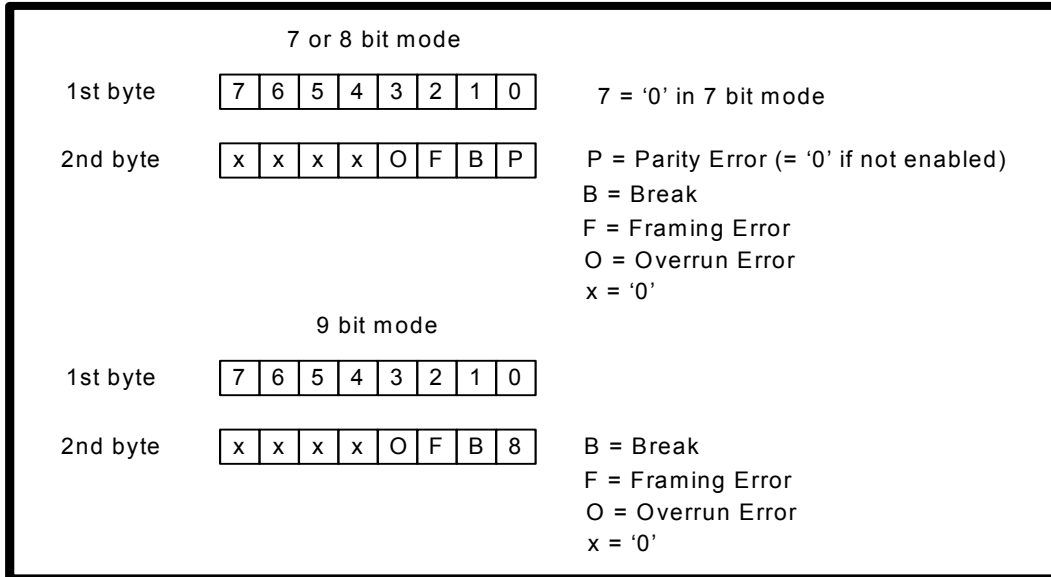 7 or 8 bit mode
1st byte 7 6 5 4 3 2 1 0 7 = ‘0’ in 7 bit mode
2nd byte x x x x O F B P P = Parity Error (= ‘0’ if not enabled)
B = Break
F = Framing Error
O = Overrun Error
x = ‘0’
9 bit mode
1st byte 7 6 5 4 3 2 1 0
2nd byte x x x x O F B 8 B = Break
F = Framing Error
O = Overrun Error
x = ‘0’